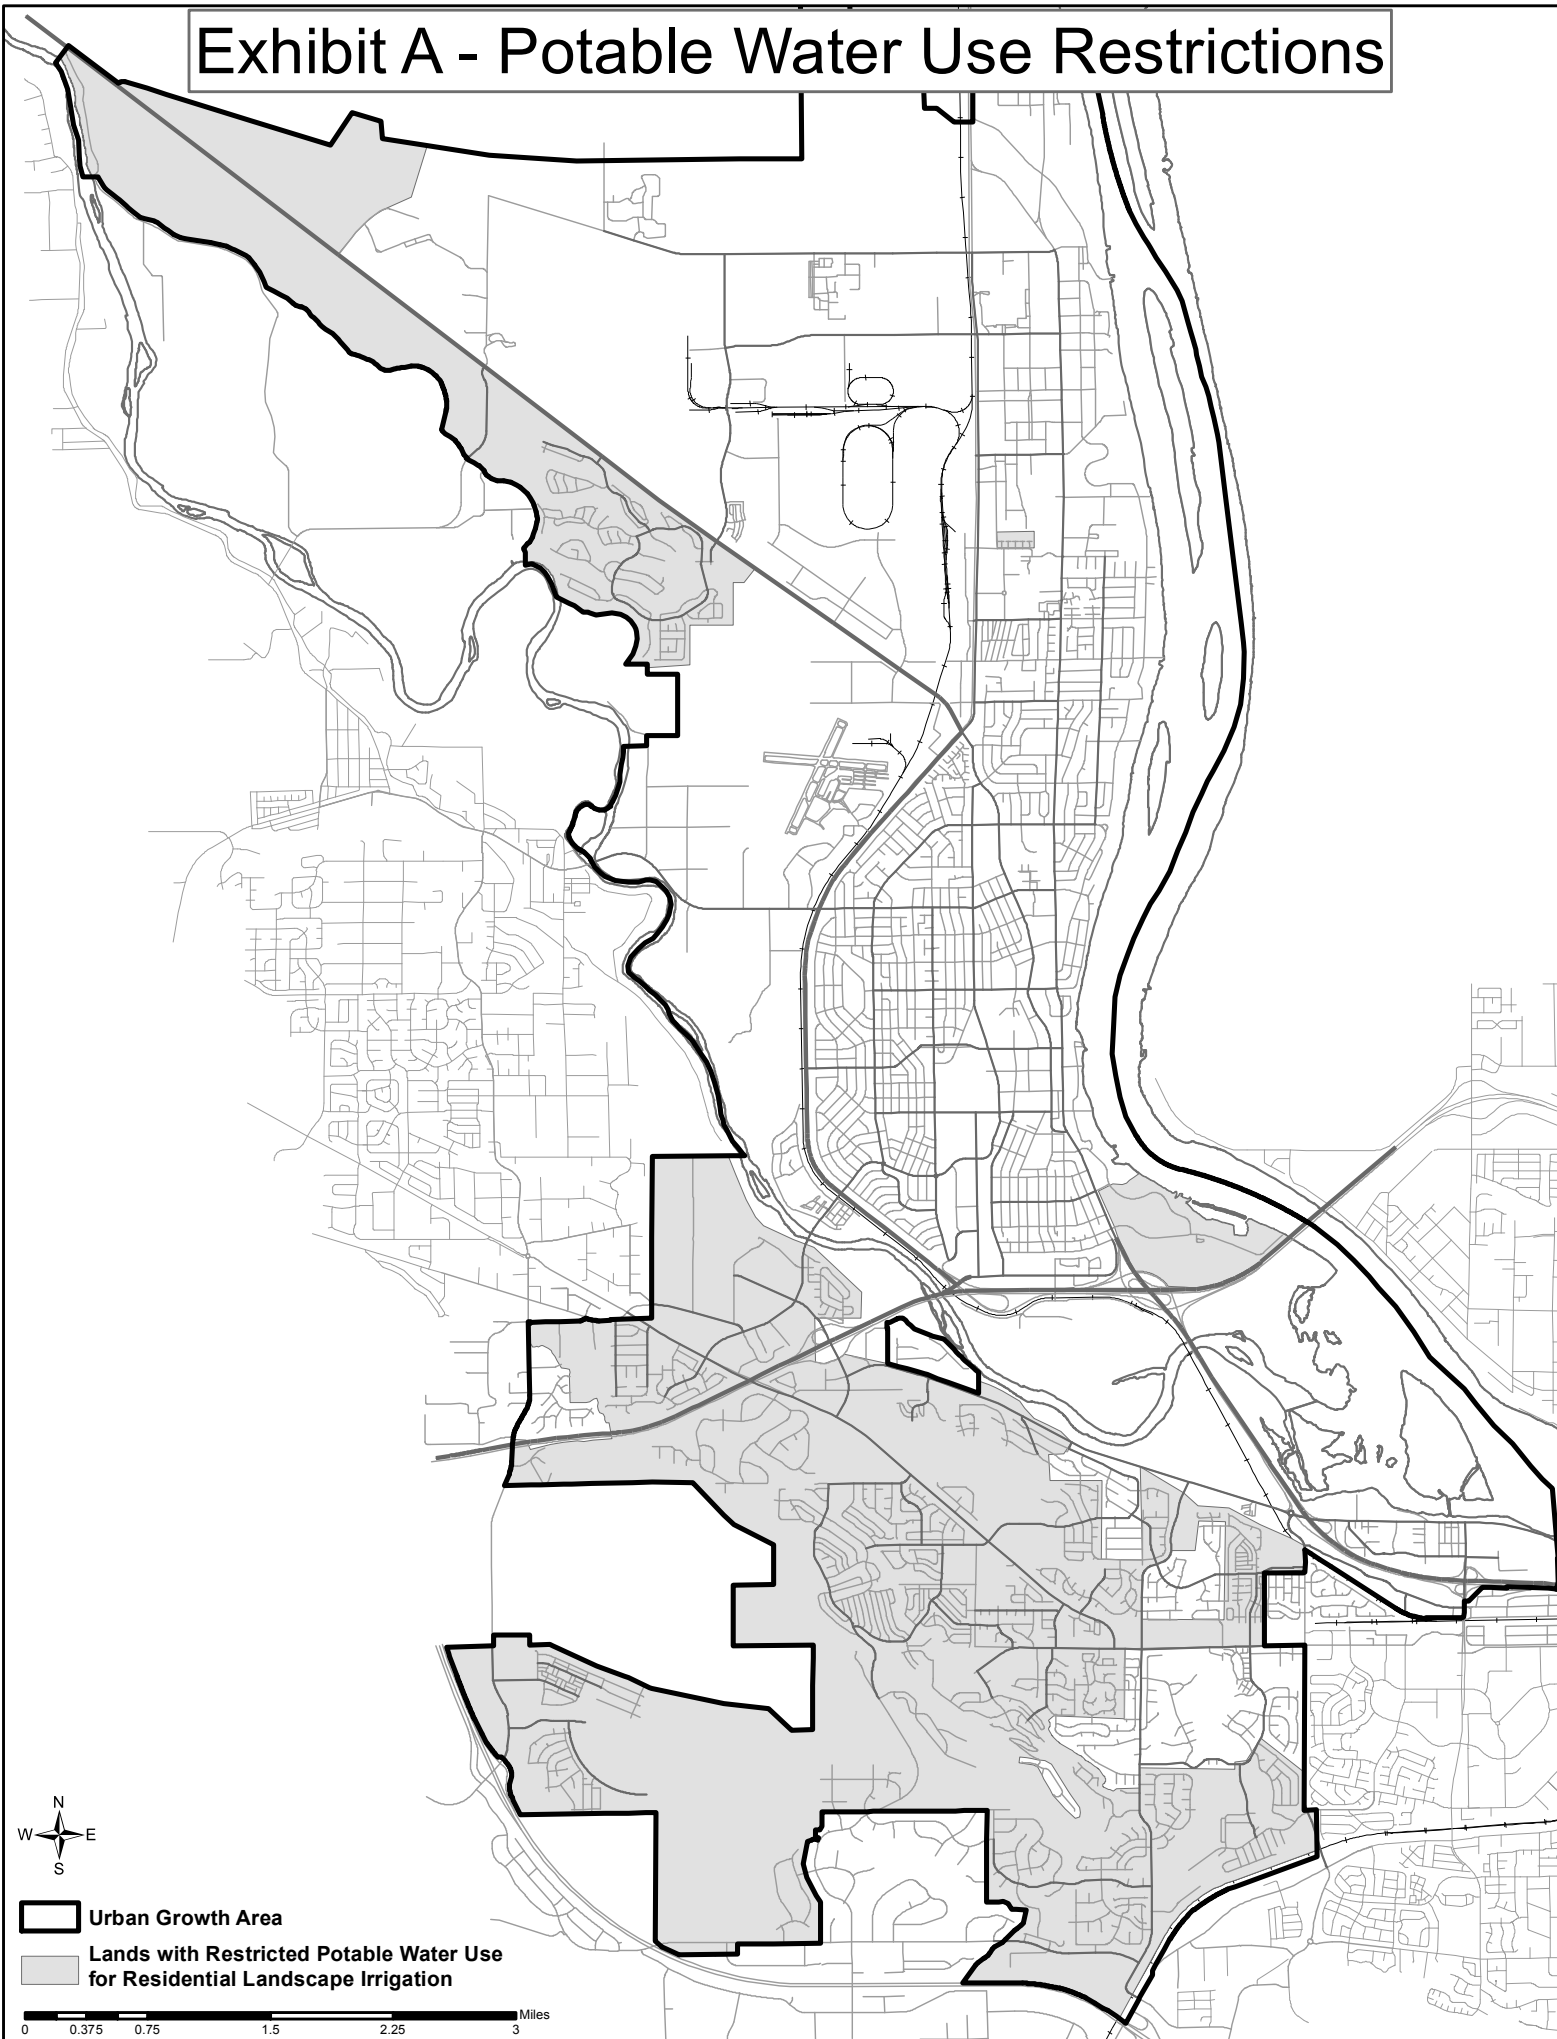 Exhibit A - Potable Water Use Restrictions
N
W E
S
Urban Growth Area
Lands with Restricted Potable Water Use
for Residential Landscape Irrigation
Miles
0 0.375 0.75 1.5 2.25 3